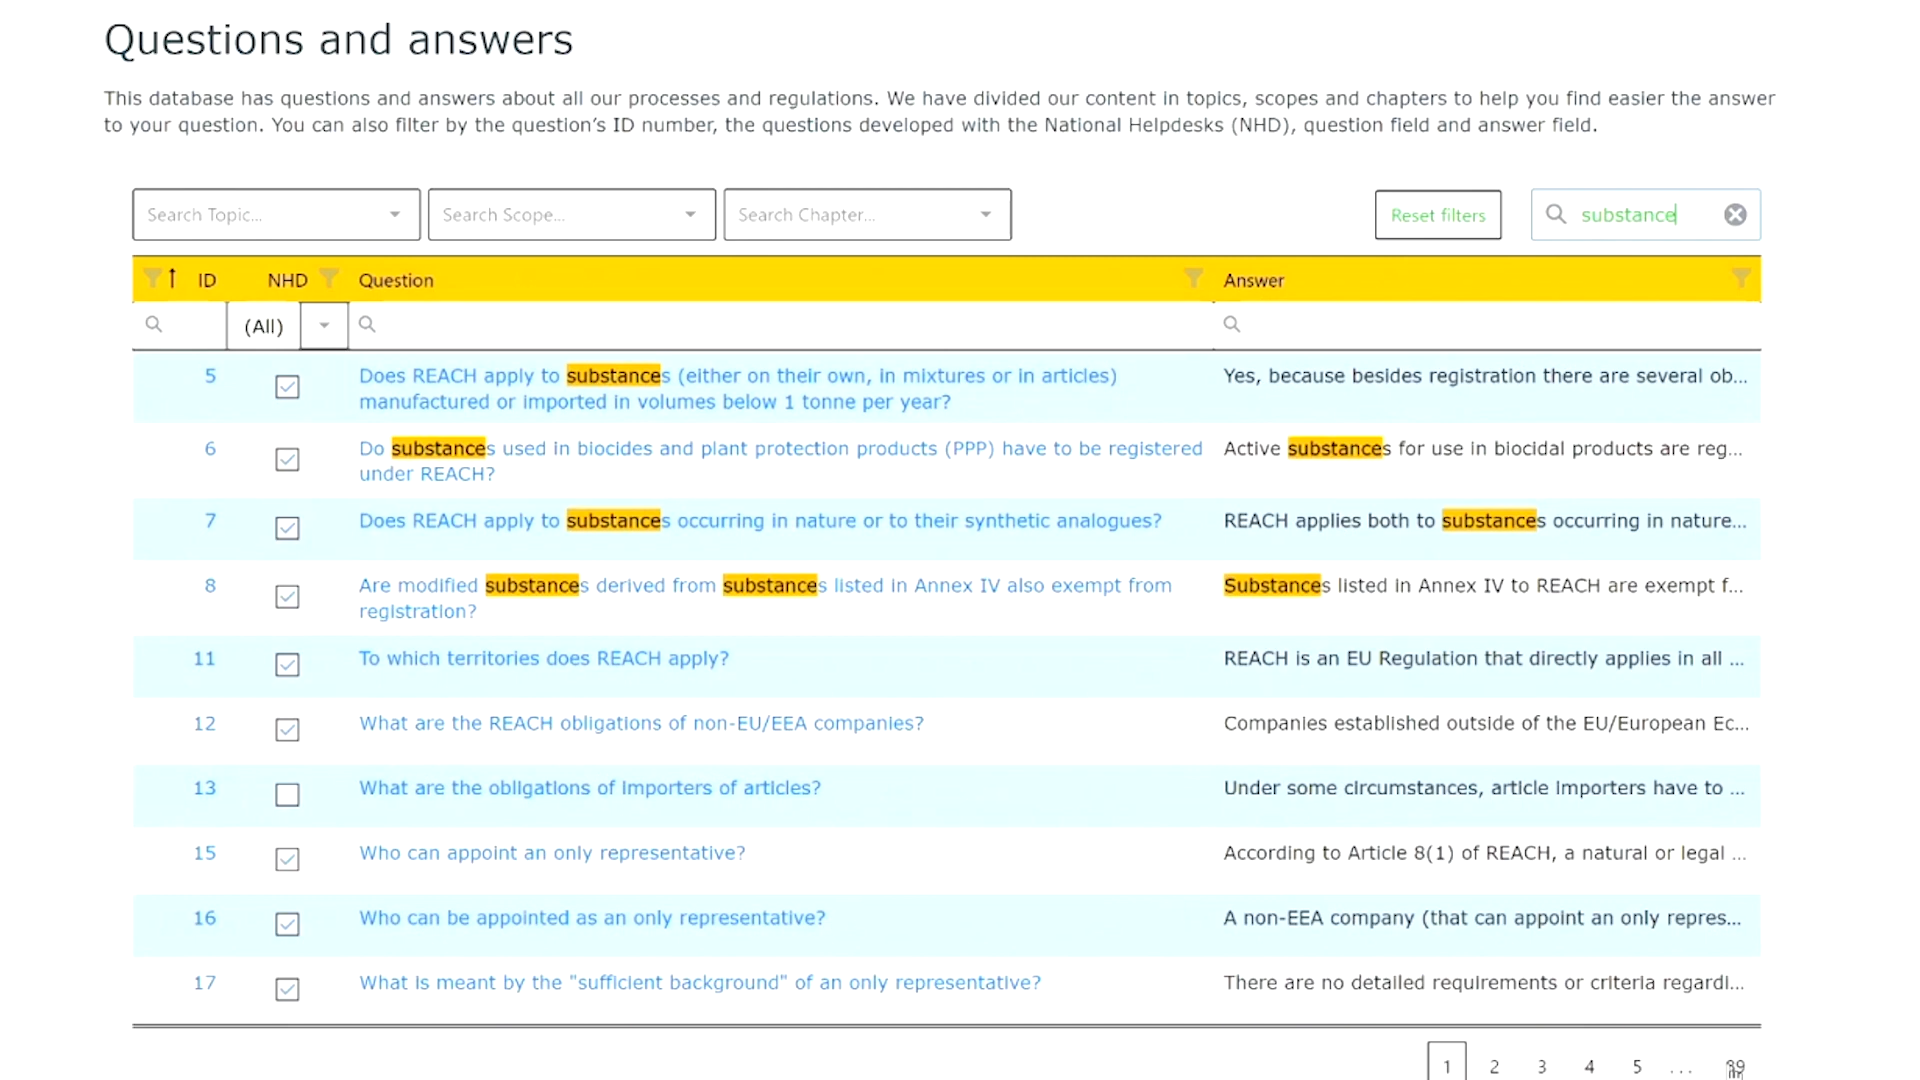 Questions and answers
This database has questions and answers about all our processes and regulations. We have divided our content in topics, scopes and chapters to help you find easier the answer
to your question. You can also filter by the question’s ID number, the questions developed with the National Helpdesks (NHD), question field and answer field.
Search Topic... Search Scope... Search Chapter... Reset filters substance
ID NHD Question Answer
(All)
5 Does REACH apply to substances (either on their own, in mixtures or in articles) Yes, because besides registration there are several ob...
manufactured or imported in volumes below 1 tonne per year?
6 Do substances used in biocides and plant protection products (PPP) have to be registered Active substances for use in biocidal products are reg...
under REACH?
7 Does REACH apply to substances occurring in nature or to their synthetic analogues? REACH applies both to substances occurring in nature...
8 Are modified substances derived from substances listed in Annex IV also exempt from Substances listed in Annex IV to REACH are exempt f...
registration?
11 To which territories does REACH apply? REACH is an EU Regulation that directly applies in all ...
12 What are the REACH obligations of non-EU/EEA companies? Companies established outside of the EU/European Ec...
13 What are the obligations of importers of articles? Under some circumstances, article importers have to ...
15 Who can appoint an only representative? According to Article 8(1) of REACH, a natural or legal ...
16 Who can be appointed as an only representative? A non-EEA company (that can appoint an only repres...
17 What is meant by the "sufficient background" of an only representative? There are no detailed requirements or criteria regardi...
1 2 3 4 5 ...